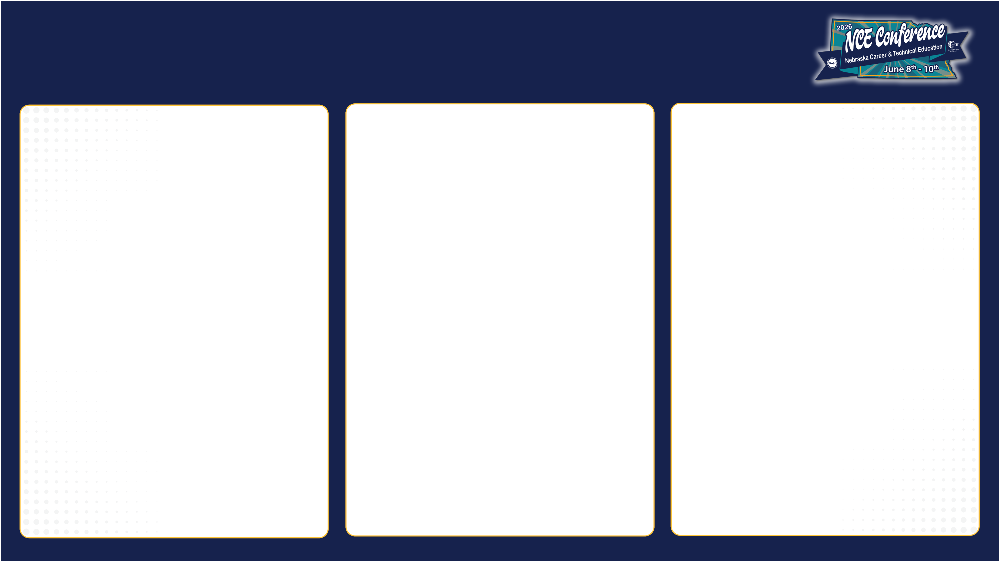 2026
NCE Conference
Nebraska Career & Technical Education
CTE
June 8th - 10th